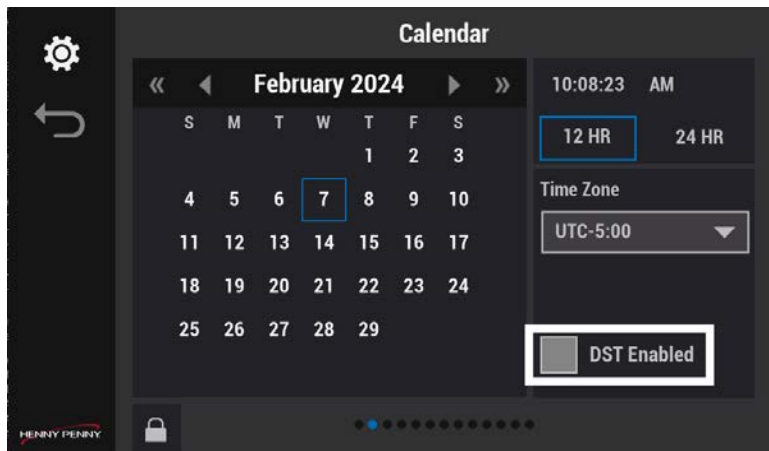 Calendar
« ◀ February 2024 ▶ »
S M T W T F S
1 2 3
4 5 6 7 8 9 10
11 12 13 14 15 16 17
18 19 20 21 22 23 24
25 26 27 28 29
10:08:23 AM
12 HR 24 HR
Time Zone
UTC-5:00
DST Enabled
HENNY PENNY